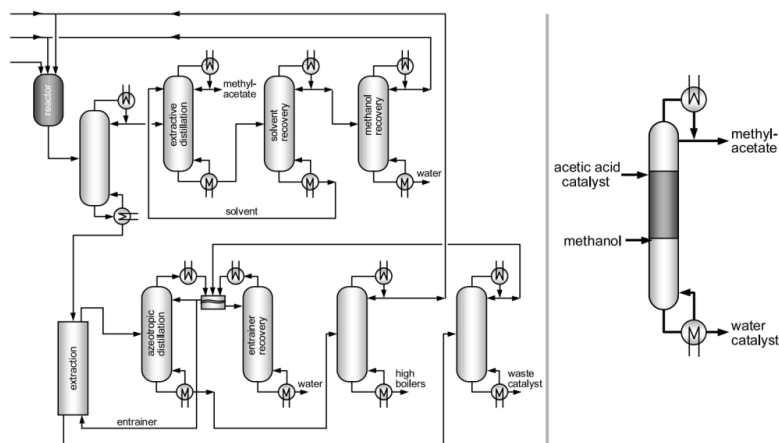 reactor
methyl-
acetate
extractive
distillation
solvent
recovery
methanol
recovery
water
solvent
acetic acid
catalyst
methanol
methyl-
acetate
water
catalyst
extraction
azeotropic
distillation
entrainer
recovery
water
high
boilers
waste
catalyst
entrainer